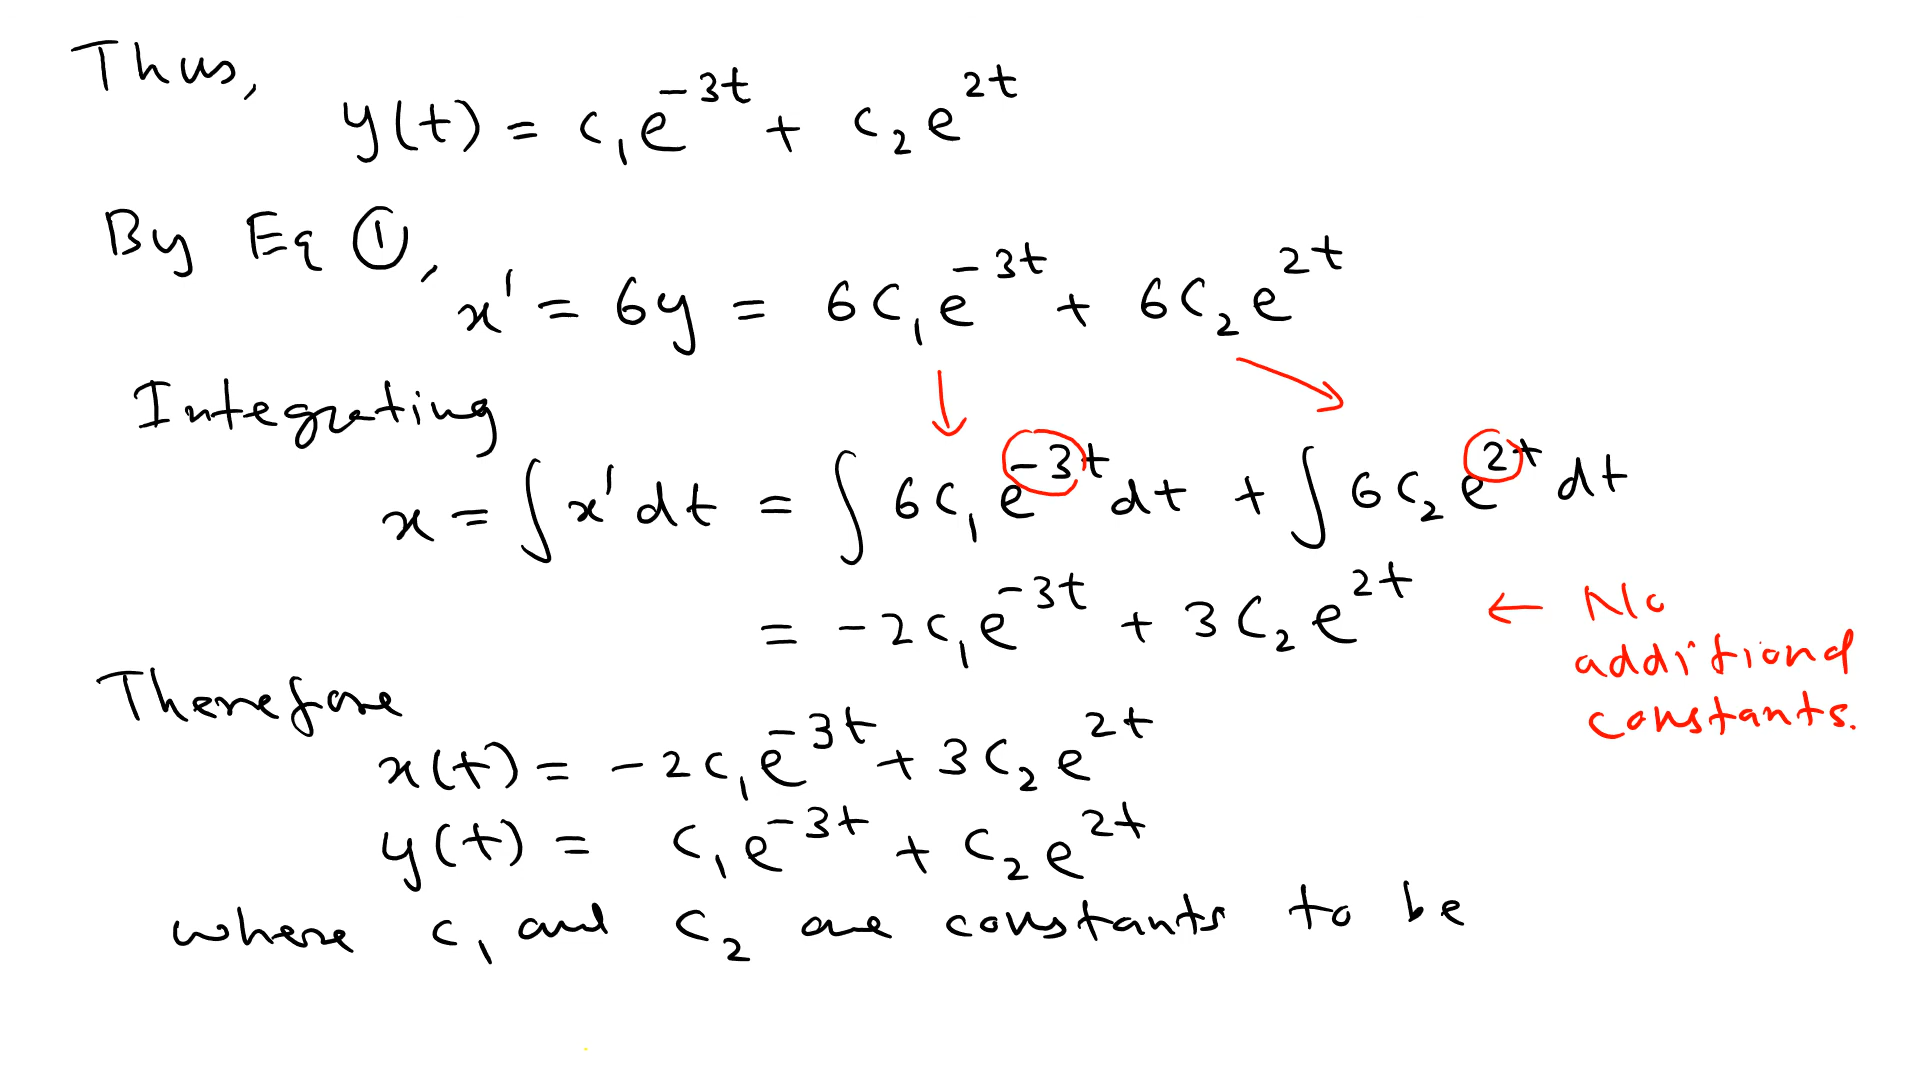 Thus,
y(t) = c₁e^{-3t} + c₂e^{2t}
By Eq ①,
x' = 6y = 6c₁e^{-3t} + 6c₂e^{2t}
Integrating
x = ∫x'dt = ∫6c₁e^{-3t}dt + ∫6c₂e^{2t}dt
= -2c₁e^{-3t} + 3c₂e^{2t} ← No
additional
constants.
Therefore
x(t) = -2c₁e^{-3t} + 3c₂e^{2t}
y(t) = c₁e^{-3t} + c₂e^{2t}
where c₁ and c₂ are constants to be